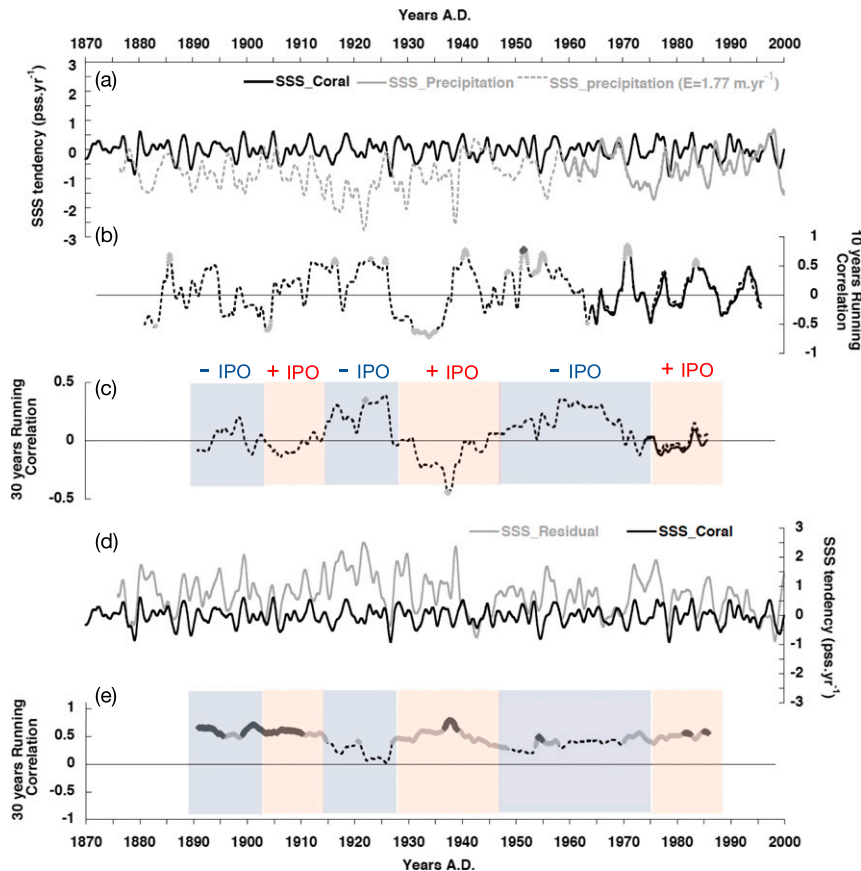 Years A.D.
1870 1880 1890 1900 1910 1920 1930 1940 1950 1960 1970 1980 1990 2000
(a)
SSS_Coral SSS_Precipitation SSS_precipitation (E=1.77 m.yr⁻¹)
SSS tendency (pss.yr⁻¹)
3
2
1
0
-1
-2
-3
(b)
1
0.5
0
-0.5
-1
10 years Running
Correlation
- IPO + IPO - IPO + IPO - IPO + IPO
(c)
30 years Running
Correlation
0.5
0
-0.5
(d)
SSS_Residual SSS_Coral
3
2
1
0
-1
-2
-3
SSS tendency (pss.yr⁻¹)
(e)
30 years Running
Correlation
1
0.5
0
-1
1870 1880 1890 1900 1910 1920 1930 1940 1950 1960 1970 1980 1990 2000
Years A.D.